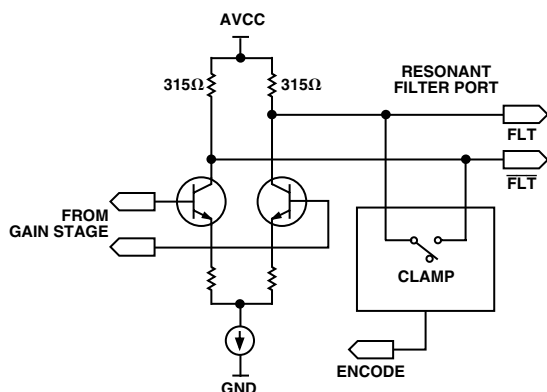 AVCC
315Ω
315Ω
RESONANT
FILTER PORT
FLT
FLT
FROM
GAIN STAGE
CLAMP
ENCODE
GND